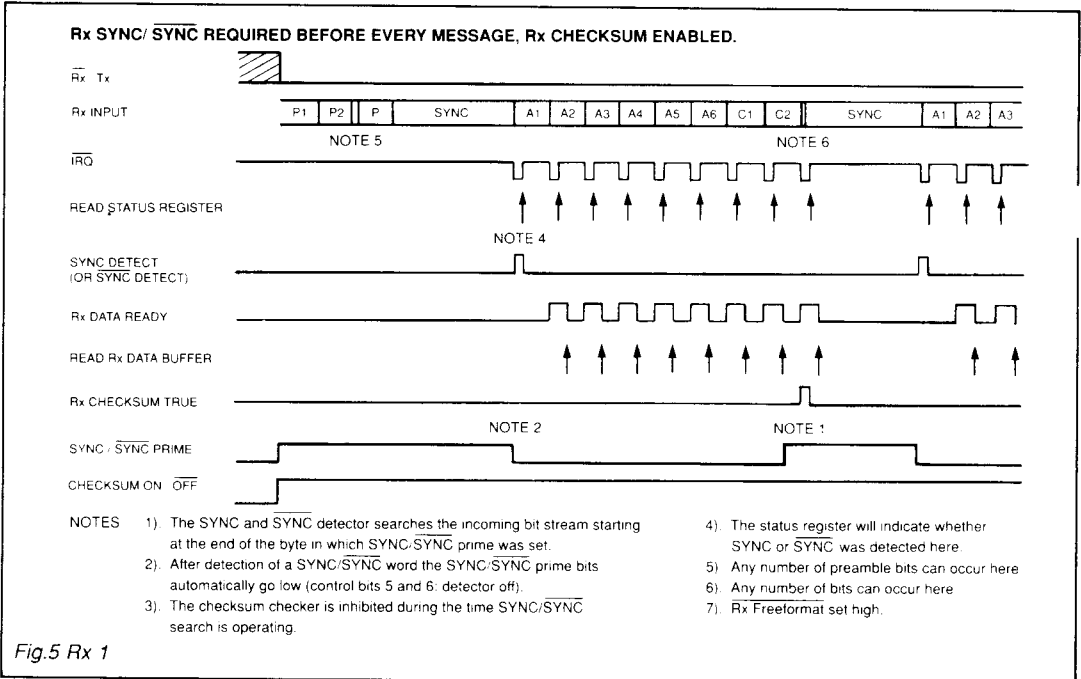 Rx SYNC/ SYNC REQUIRED BEFORE EVERY MESSAGE, Rx CHECKSUM ENABLED.
Rx Tx
Rx INPUT P1 P2 P SYNC A1 A2 A3 A4 A5 A6 C1 C2 SYNC A1 A2 A3
NOTE 5 NOTE 6
IRQ
READ STATUS REGISTER
NOTE 4
SYNC DETECT
(OR SYNC DETECT)
Rx DATA READY
READ Rx DATA BUFFER
Rx CHECKSUM TRUE
NOTE 2 NOTE 1
SYNC / SYNC PRIME
CHECKSUM ON OFF
NOTES 1). The SYNC and SYNC detector searches the incoming bit stream starting
at the end of the byte in which SYNC/SYNC prime was set.
2). After detection of a SYNC/SYNC word the SYNC/SYNC prime bits
automatically go low (control bits 5 and 6: detector off).
3). The checksum checker is inhibited during the time SYNC/SYNC
search is operating.
4). The status register will indicate whether
SYNC or SYNC was detected here.
5) Any number of preamble bits can occur here
6). Any number of bits can occur here
7). Rx Freeformat set high.
Fig.5 Rx 1